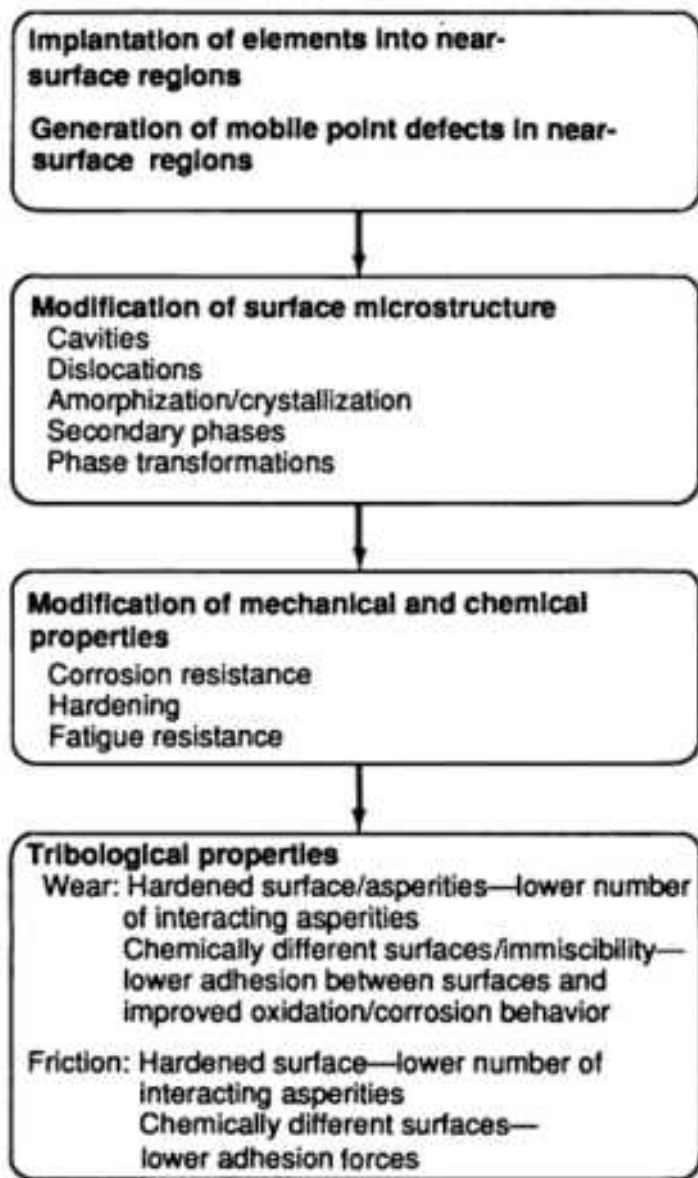 Implantation of elements into near-
surface regions
Generation of mobile point defects in near-
surface regions
Modification of surface microstructure
Cavities
Dislocations
Amorphization/crystallization
Secondary phases
Phase transformations
Modification of mechanical and chemical
properties
Corrosion resistance
Hardening
Fatigue resistance
Tribological properties
Wear: Hardened surface/asperities—lower number
of interacting asperities
Chemically different surfaces/immiscibility—
lower adhesion between surfaces and
improved oxidation/corrosion behavior
Friction: Hardened surface—lower number of
interacting asperities
Chemically different surfaces—
lower adhesion forces